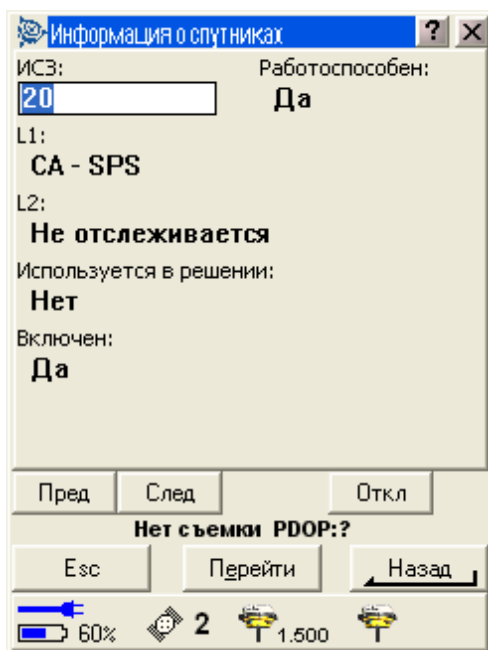 Информация о спутниках ? X
ИСЗ: Работоспособен:
20 Да
L1:
CA - SPS
L2:
Не отслеживается
Используется в решении:
Нет
Включен:
Да
Пред След Откл
Нет съемки PDOP:?
Esc Перейти Назад
60% 2 1.500